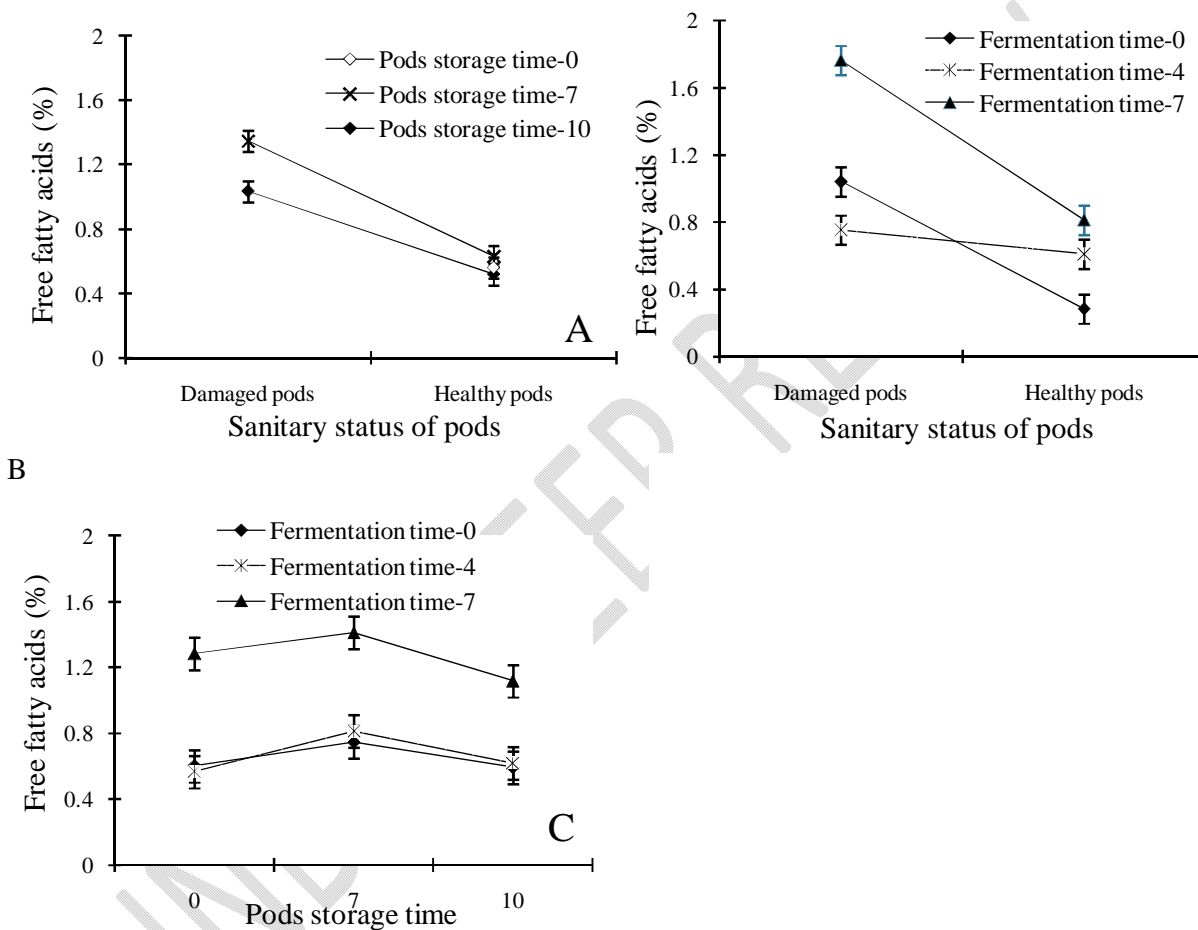 2
1.6
1.2
0.8
0.4
0
Free fatty acids (%)
Pods storage time-0
Pods storage time-7
Pods storage time-10
A
Damaged pods Healthy pods
Sanitary status of pods
2
1.6
1.2
0.8
0.4
0
Free fatty acids (%)
Fermentation time-0
Fermentation time-4
Fermentation time-7
Damaged pods Healthy pods
Sanitary status of pods
B
2
1.6
1.2
0.8
0.4
0
Free fatty acids (%)
Fermentation time-0
Fermentation time-4
Fermentation time-7
C
0 7 10
Pods storage time